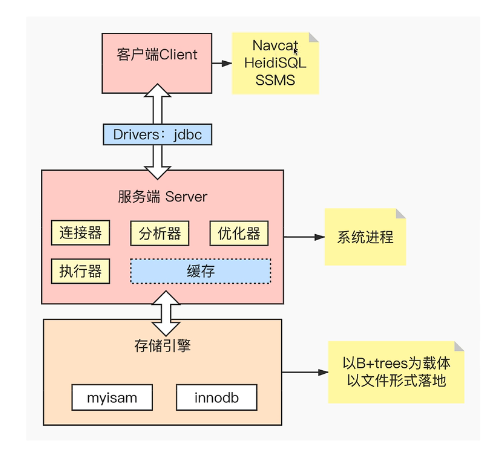 客户端Client
Navcat
HeidiSQL
SSMS
Drivers：jdbc
服务端 Server
连接器
分析器
优化器
执行器
缓存
系统进程
存储引擎
myisam
innodb
以B+trees为载体
以文件形式落地